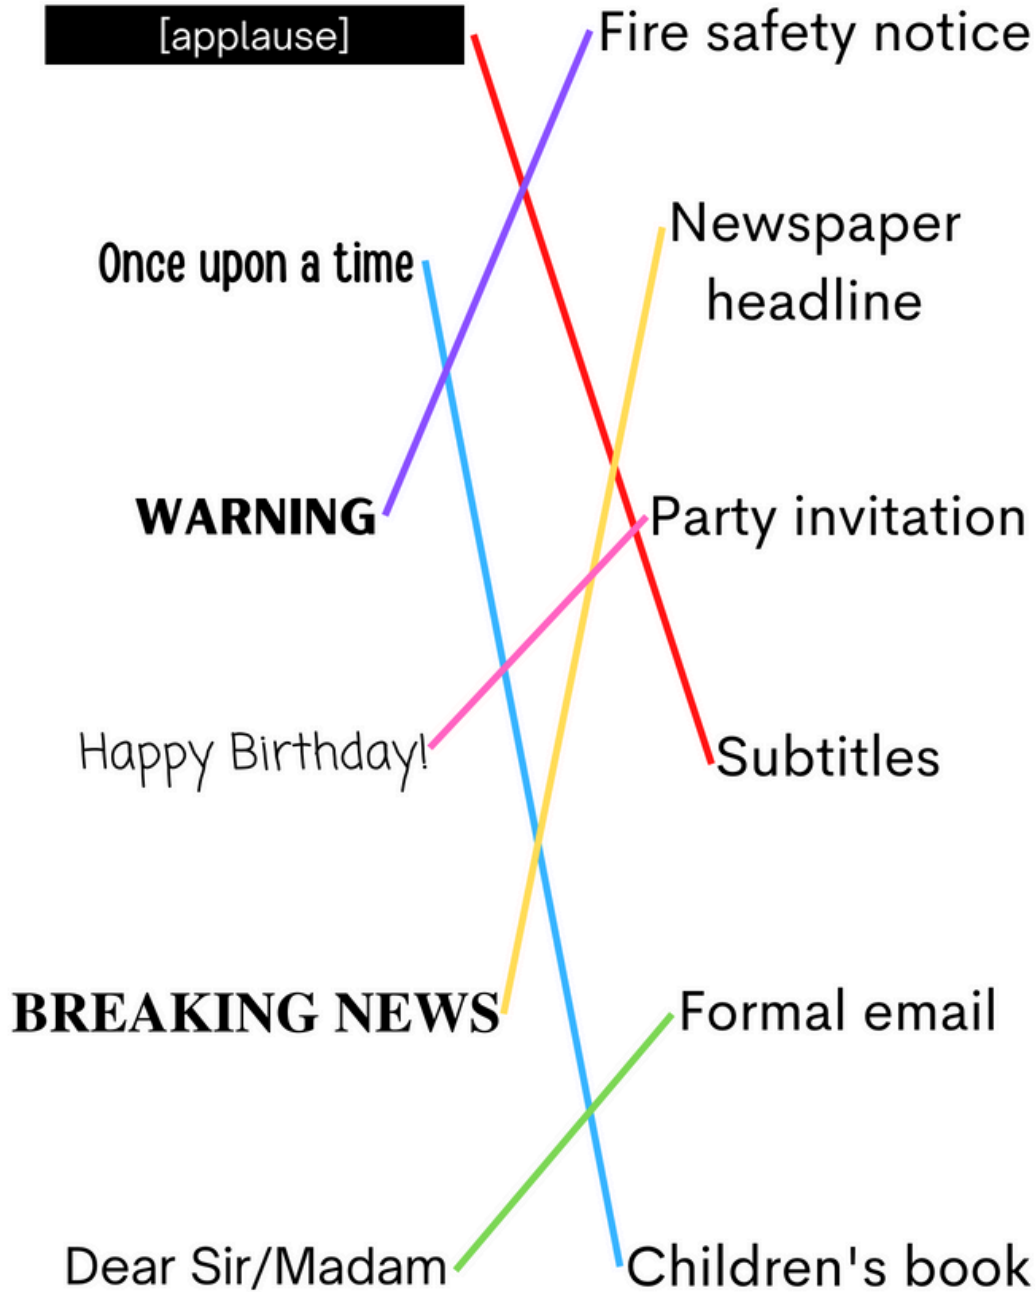 [applause]
Fire safety notice
Once upon a time
Newspaper
headline
WARNING
Party invitation
Happy Birthday!
Subtitles
BREAKING NEWS
Formal email
Dear Sir/Madam
Children's book